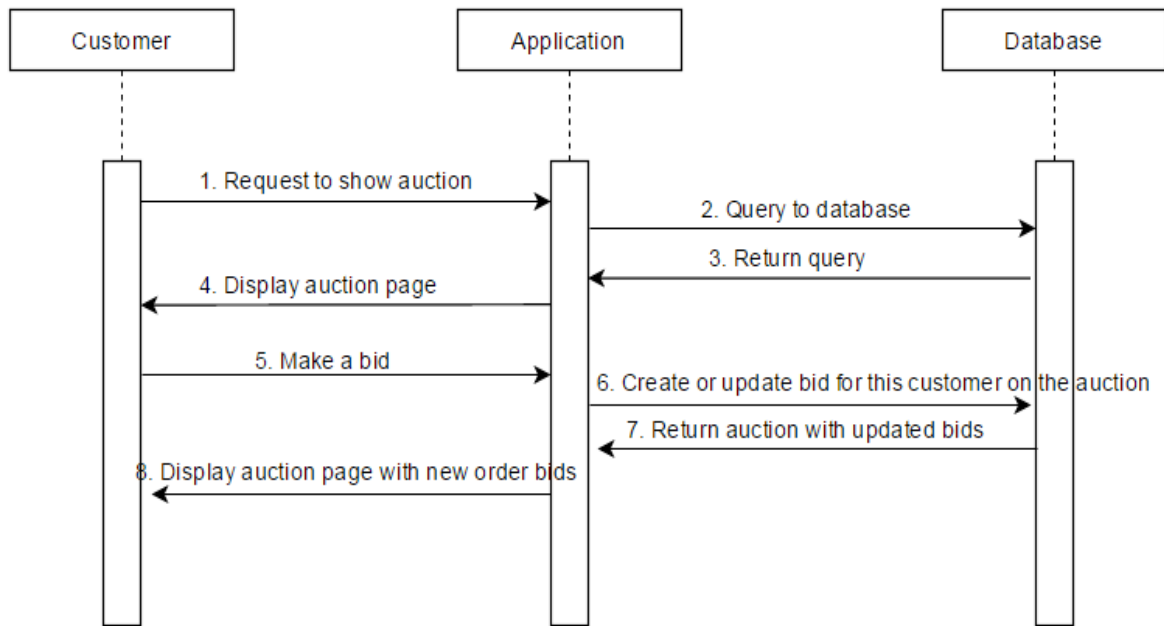 Customer
Application
Database
1. Request to show auction
2. Query to database
3. Return query
4. Display auction page
5. Make a bid
6. Create or update bid for this customer on the auction
7. Return auction with updated bids
8. Display auction page with new order bids